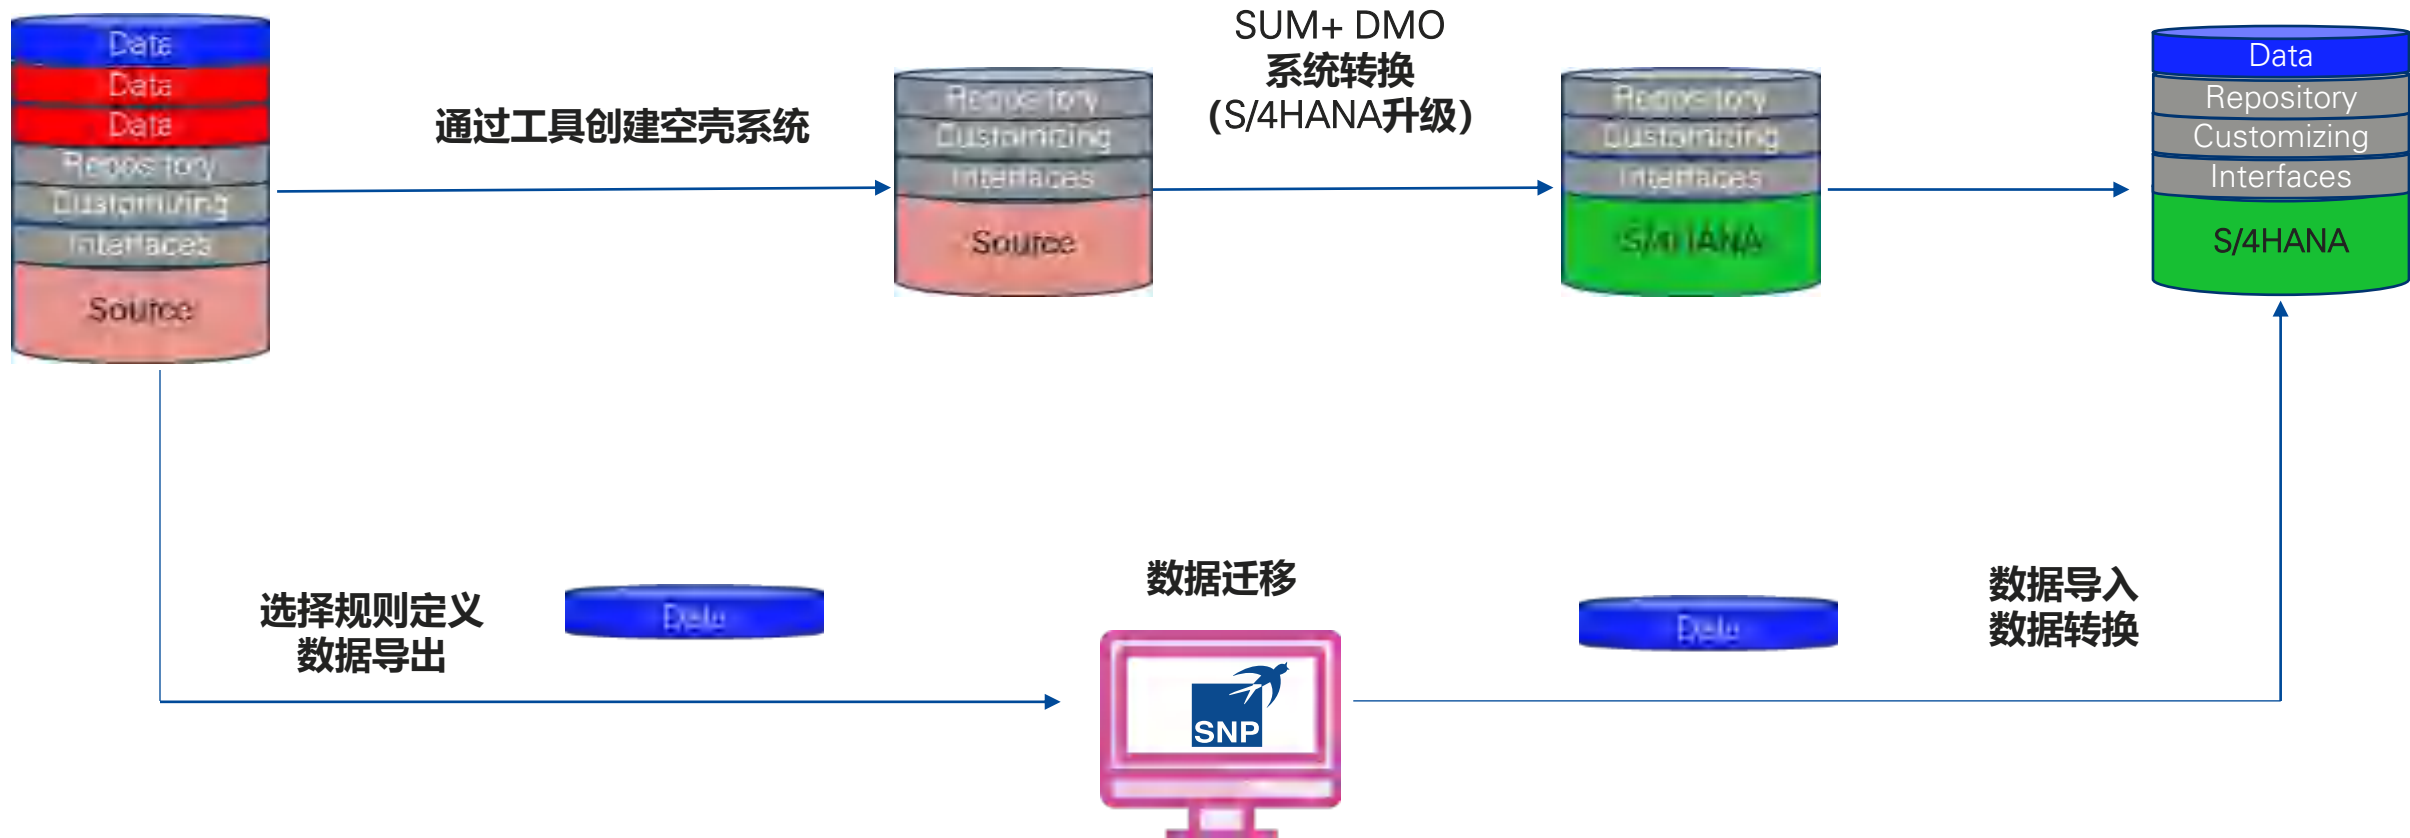 Data
Data
Data
Repository
Customizing
Interfaces
Source
通过工具创建空壳系统
Repository
Customizing
Interfaces
Source
SUM+ DMO
系统转换
(S/4HANA升级)
Repository
Customizing
Interfaces
S/4HANA
Data
Repository
Customizing
Interfaces
S/4HANA
选择规则定义
数据导出
Data
数据迁移
SNP
Data
数据导入
数据转换